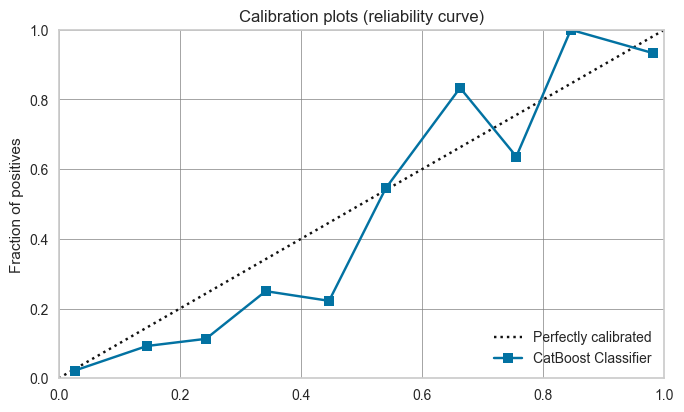 Calibration plots (reliability curve)
1.0
0.8
0.6
0.4
0.2
0.0
Fraction of positives
0.0 0.2 0.4 0.6 0.8 1.0
Perfectly calibrated
CatBoost Classifier